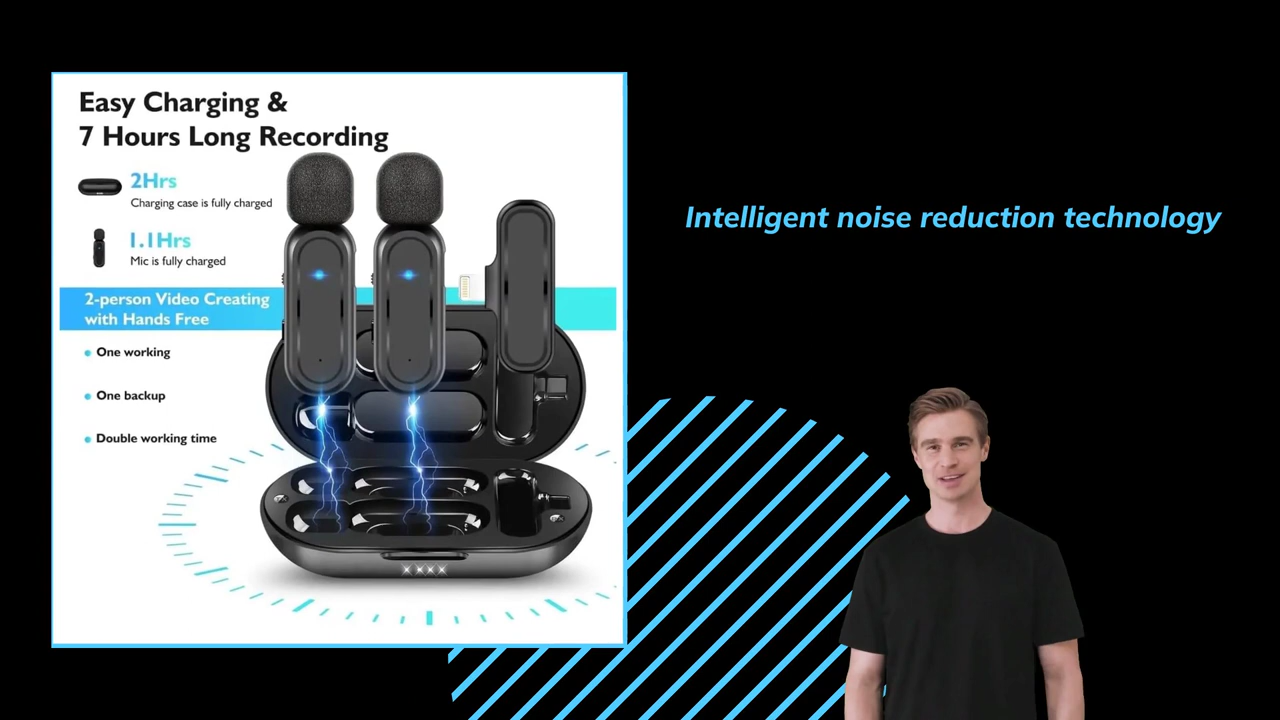 Easy Charging &
7 Hours Long Recording
2Hrs
Charging case is fully charged
1.1Hrs
Mic is fully charged
2-person Video Creating
with Hands Free
One working
One backup
Double working time
Intelligent noise reduction technology